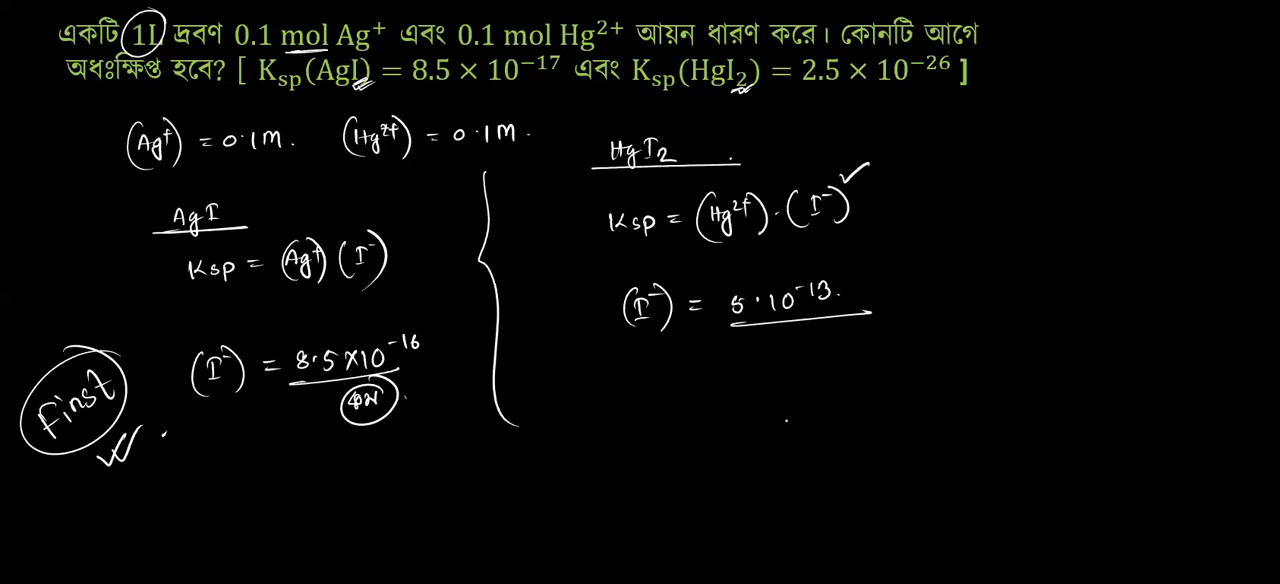 একটি 1L দ্রবণ 0.1 mol Ag⁺ এবং 0.1 mol Hg²⁺ আয়ন ধারণ করে। কোনটি আগে
অধঃক্ষিপ্ত হবে? [ Kₛₚ(AgI) = 8.5 × 10⁻¹⁷ এবং Kₛₚ(HgI₂) = 2.5 × 10⁻²⁶ ]
(Ag⁺) = 0.1M. (Hg²⁺) = 0.1M.
AgI
Ksp = (Ag⁺) (I⁻)
(I⁻) = 8.5×10⁻¹⁶
কম
First
HgI₂
Ksp = (Hg²⁺) · (I⁻)
(I⁻) = 5·10⁻¹³.